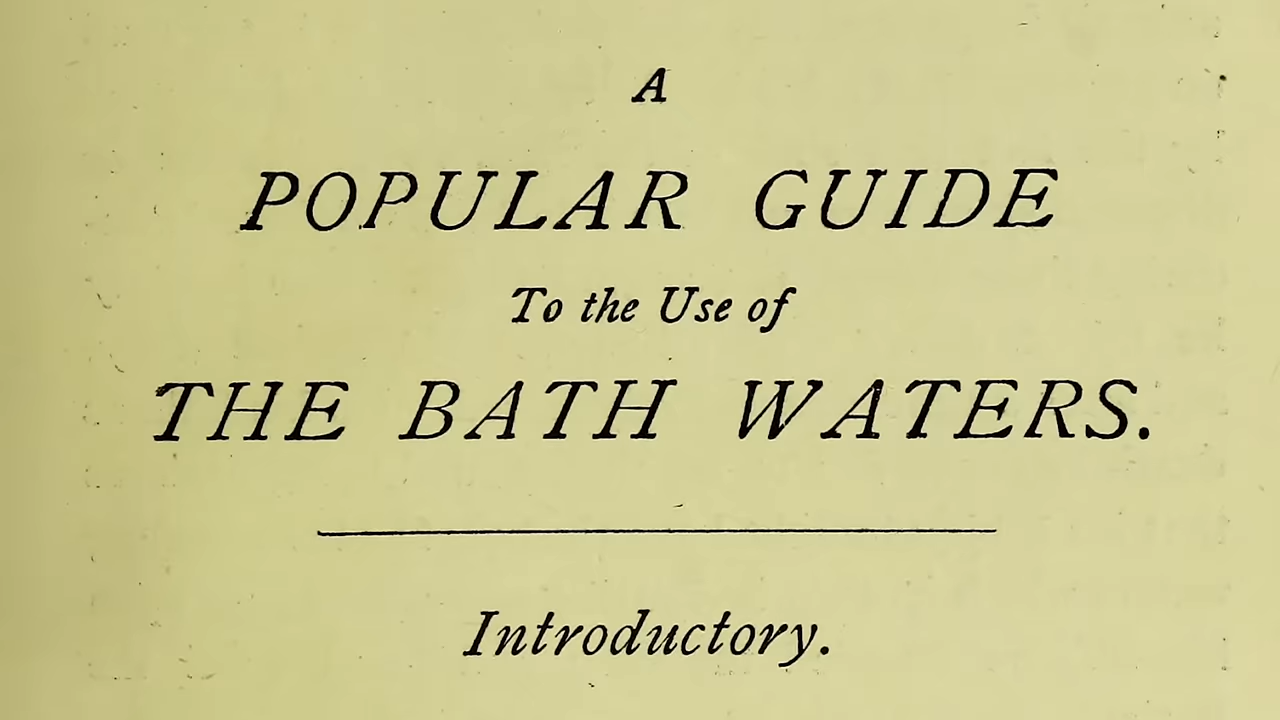 A
POPULAR GUIDE
To the Use of
THE BATH WATERS.
Introductory.